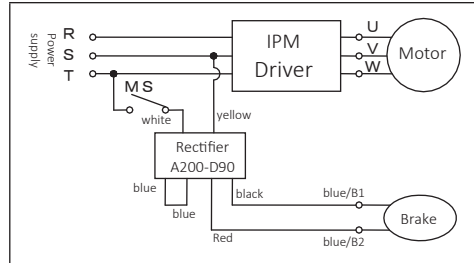 Power supply
R
S
T
IPM
Driver
U
V
W
Motor
M S
white
yellow
Rectifier
A200-D90
blue
blue
black
Red
blue/B1
blue/B2
Brake